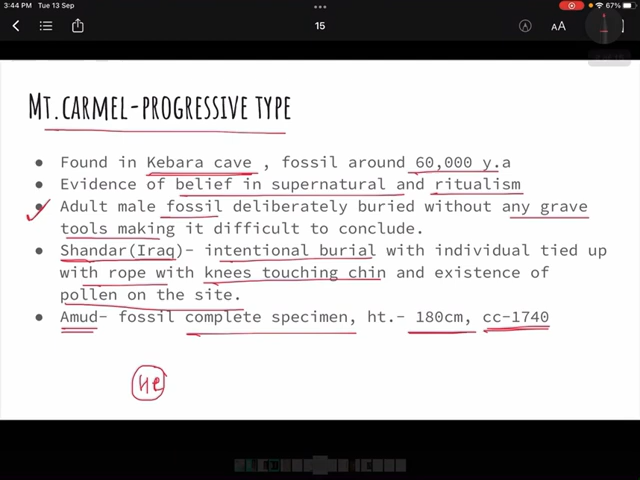 3:44 PM Tue 13 Sep
67%
15
AA
MT.CARMEL-PROGRESSIVE TYPE
• Found in Kebara cave , fossil around 60,000 y.a
• Evidence of belief in supernatural and ritualism
• Adult male fossil deliberately buried without any grave
tools making it difficult to conclude.
• Shandar(Iraq)- intentional burial with individual tied up
with rope with knees touching chin and existence of
pollen on the site.
• Amud- fossil complete specimen, ht.- 180cm, cc-1740